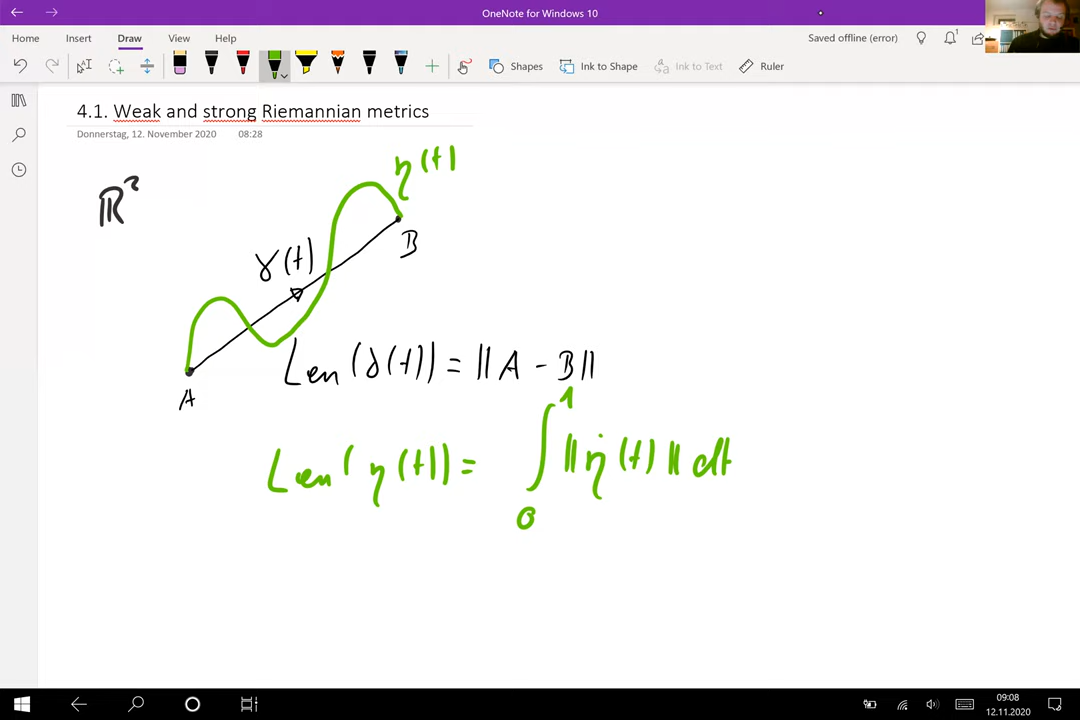 OneNote for Windows 10
Home Insert Draw View Help
Saved offline (error)
Shapes Ink to Shape Ink to Text Ruler
4.1. Weak and strong Riemannian metrics
Donnerstag, 12. November 2020 08:28
ℝ²
η(t)
γ(t)
B
A
Len(γ(t)) = ||A - B||
Len(η(t)) = ∫₀¹ ||η̇(t)|| dt
09:08
12.11.2020